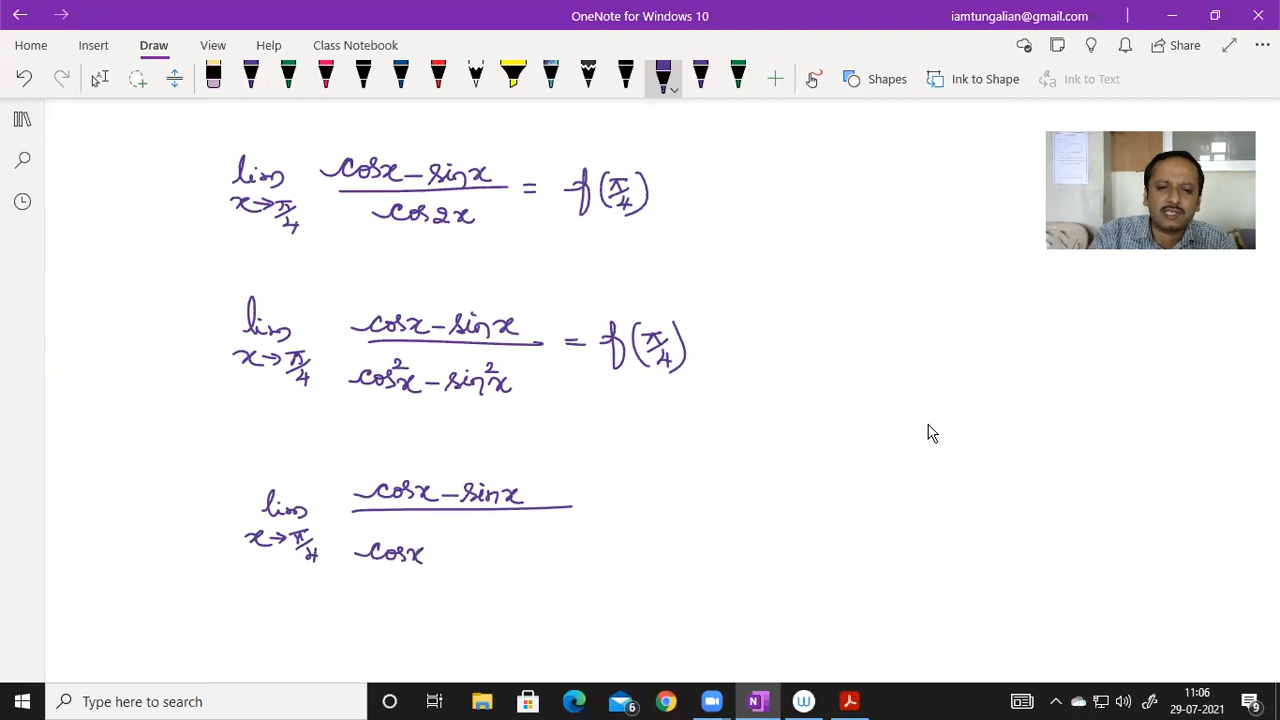 OneNote for Windows 10
iamtungalian@gmail.com
Home Insert Draw View Help Class Notebook
Share
Shapes Ink to Shape Ink to Text
lim x→π/4 (cosx − sinx)/(cos2x) = f(π/4)
lim x→π/4 (cosx − sinx)/(cos²x − sin²x) = f(π/4)
lim x→π/4 (cosx − sinx)/(cosx
Type here to search
6
W
11:06
29-07-2021
9